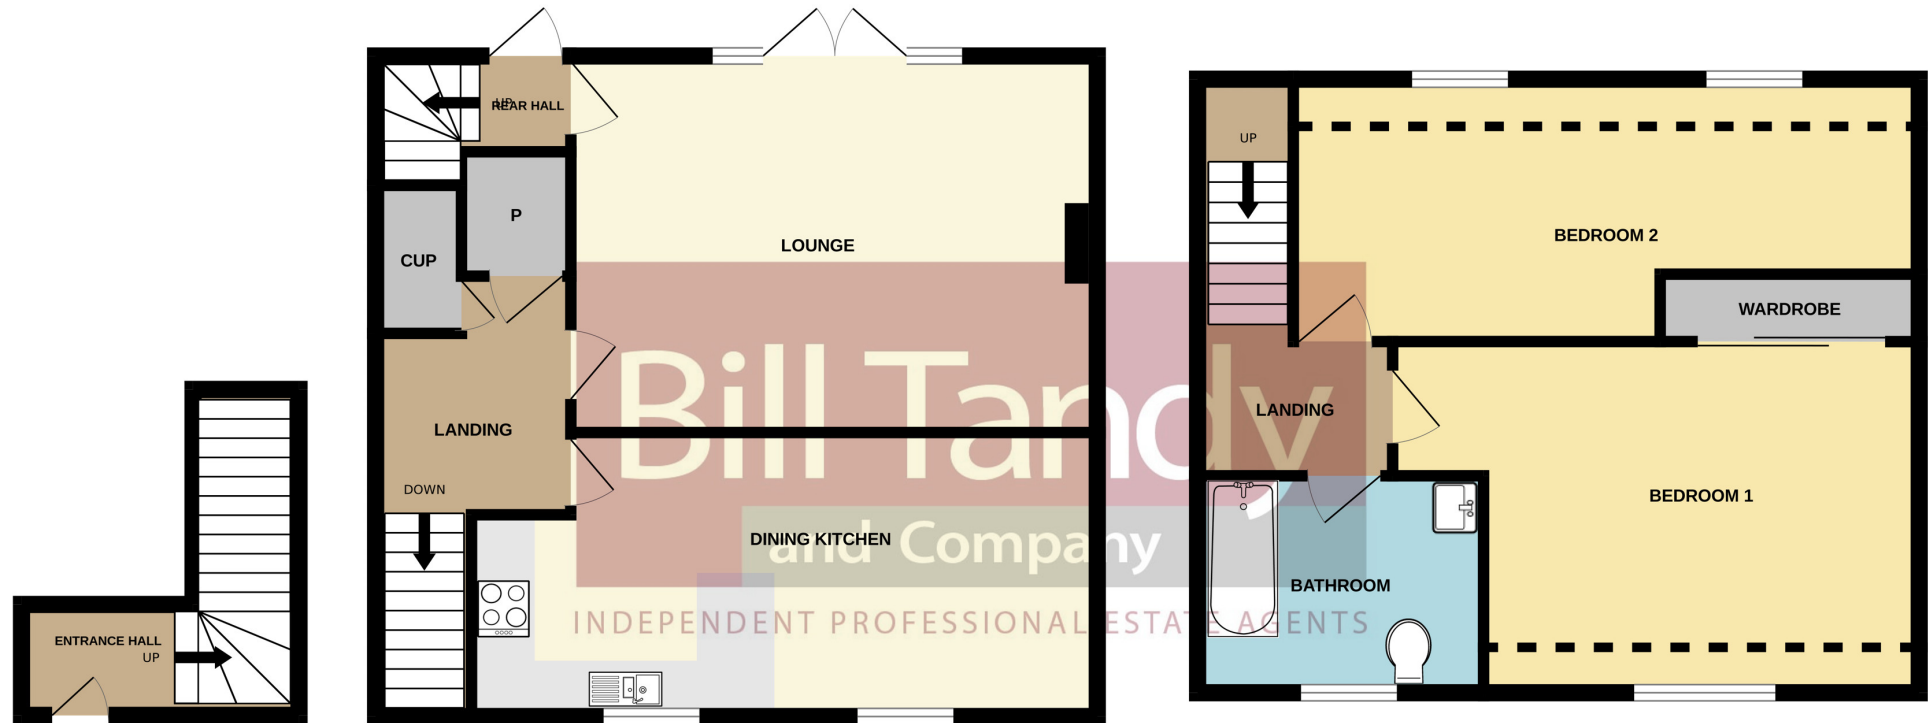 ENTRANCE HALL
UP
UP
REAR HALL
P
CUP
LOUNGE
LANDING
DOWN
DINING KITCHEN
UP
BEDROOM 2
WARDROBE
LANDING
BEDROOM 1
BATHROOM
Bill Tandy
and Company
INDEPENDENT PROFESSIONAL ESTATE AGENTS